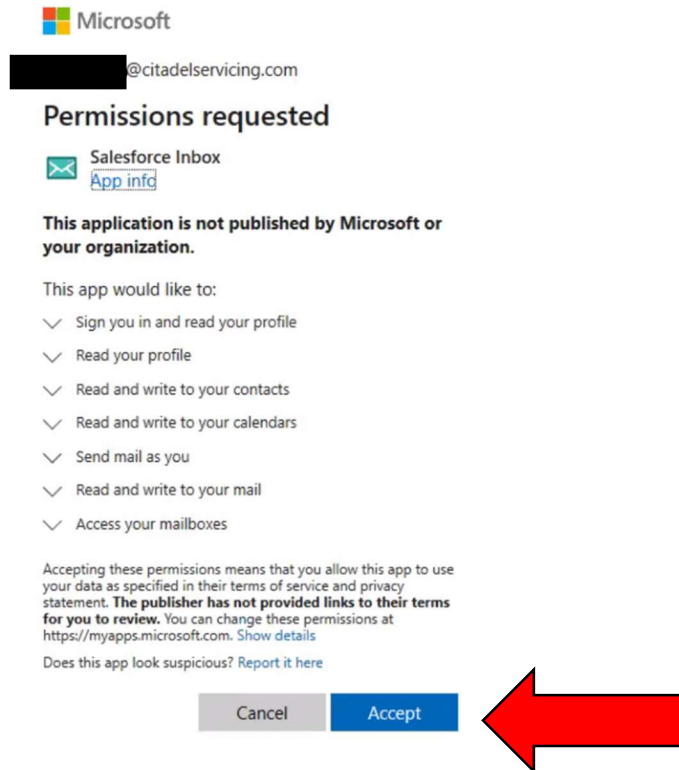 Microsoft
@citadelservicing.com
Permissions requested
Salesforce Inbox
App info
This application is not published by Microsoft or
your organization.
This app would like to:
Sign you in and read your profile
Read your profile
Read and write to your contacts
Read and write to your calendars
Send mail as you
Read and write to your mail
Access your mailboxes
Accepting these permissions means that you allow this app to use
your data as specified in their terms of service and privacy
statement. The publisher has not provided links to their terms
for you to review. You can change these permissions at
https://myapps.microsoft.com. Show details
Does this app look suspicious? Report it here
Cancel Accept